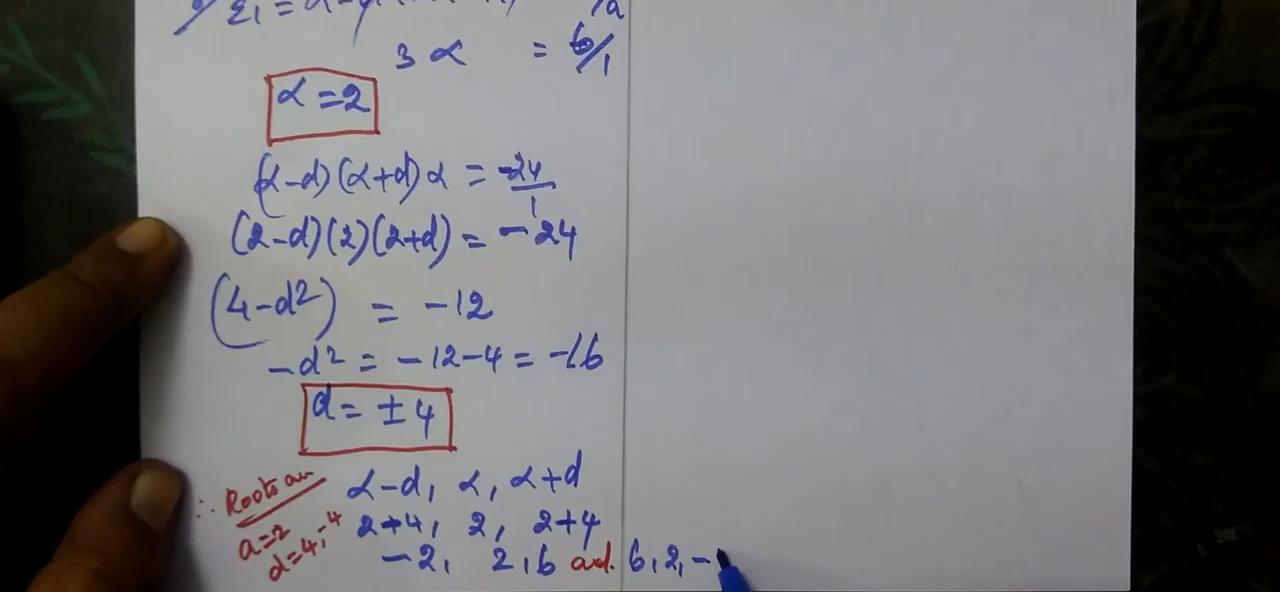 Σ₁ = α-
3α = 6/1
α = 2
(α-d)(α+d)α = -24/1
(2-d)(2)(2+d) = -24
(4-d²) = -12
-d² = -12-4 = -16
d = ±4
∴ Roots are α-d, α, α+d
a=2
d=4,-4
2-4, 2, 2+4
-2, 2, 6 and. 6, 2, -